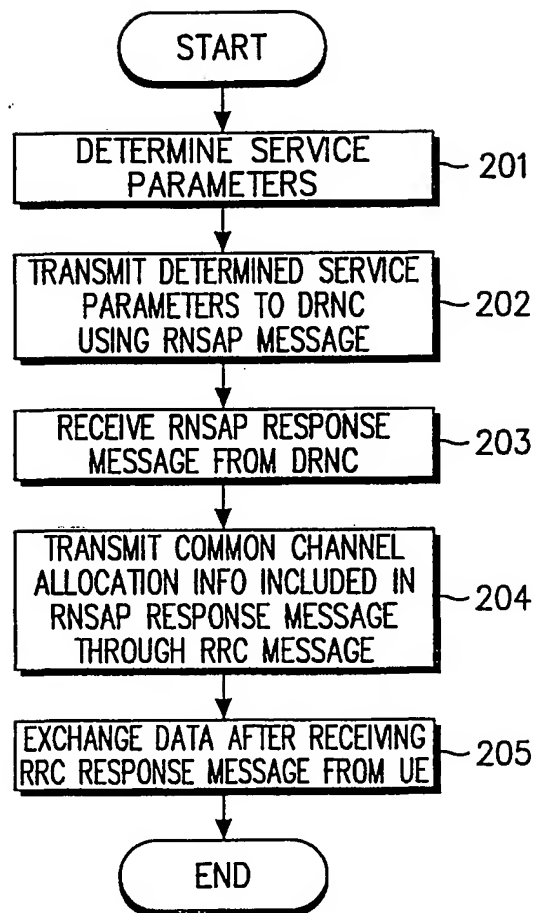 START
DETERMINE SERVICE
PARAMETERS
201
TRANSMIT DETERMINED SERVICE
PARAMETERS TO DRNC
USING RNSAP MESSAGE
202
RECEIVE RNSAP RESPONSE
MESSAGE FROM DRNC
203
TRANSMIT COMMON CHANNEL
ALLOCATION INFO INCLUDED IN
RNSAP RESPONSE MESSAGE
THROUGH RRC MESSAGE
204
EXCHANGE DATA AFTER RECEIVING
RRC RESPONSE MESSAGE FROM UE
205
END